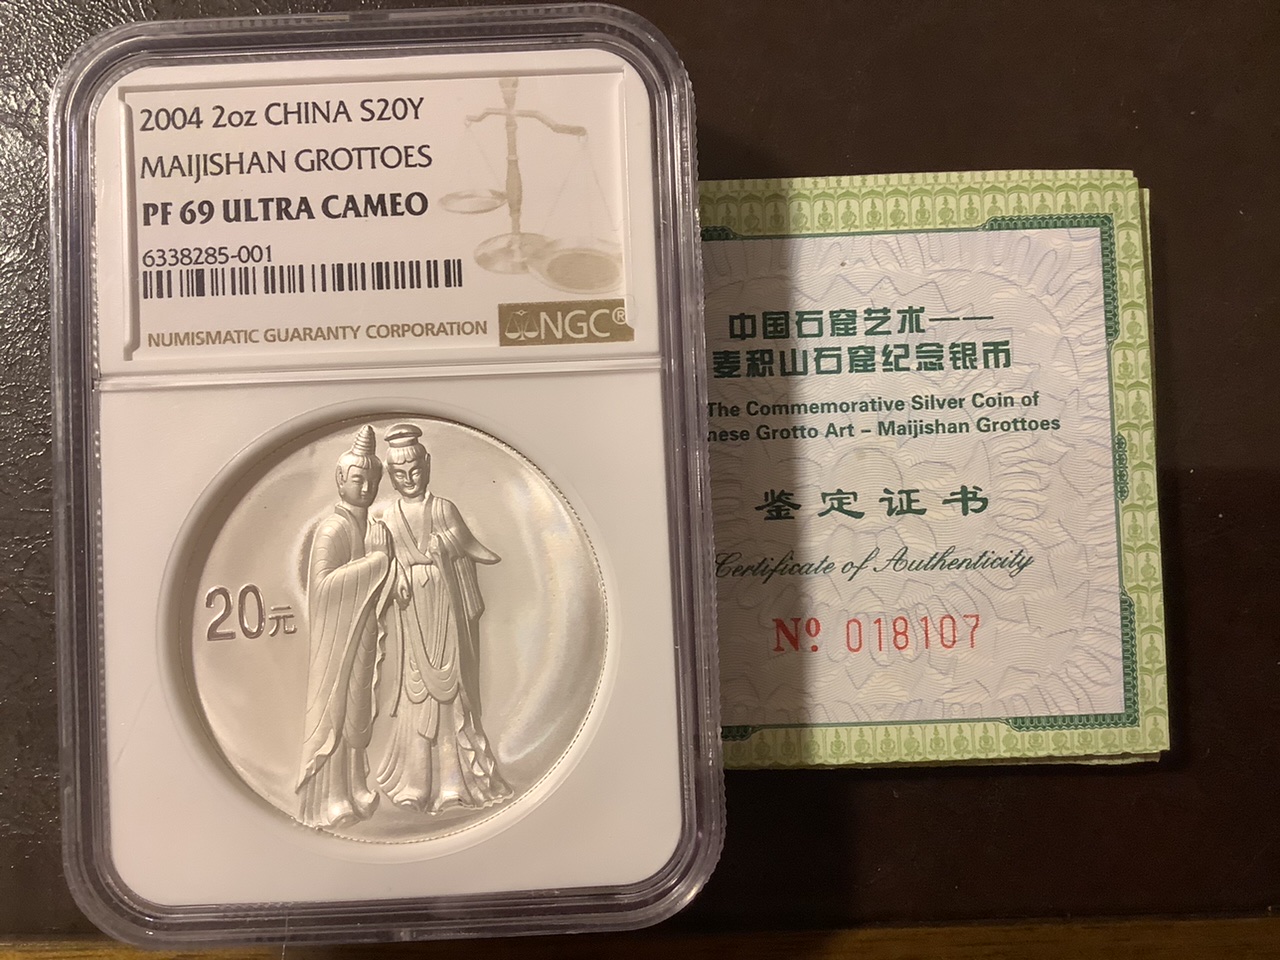 2004 2oz CHINA S20Y
MAIJISHAN GROTTOES
PF 69 ULTRA CAMEO
6338285-001
NUMISMATIC GUARANTY CORPORATION
NGC®
20元
中国石窟艺术——
麦积山石窟纪念银币
The Commemorative Silver Coin of
nese Grotto Art – Maijishan Grottoes
鉴定证书
Certificate of Authenticity
Nº 018107